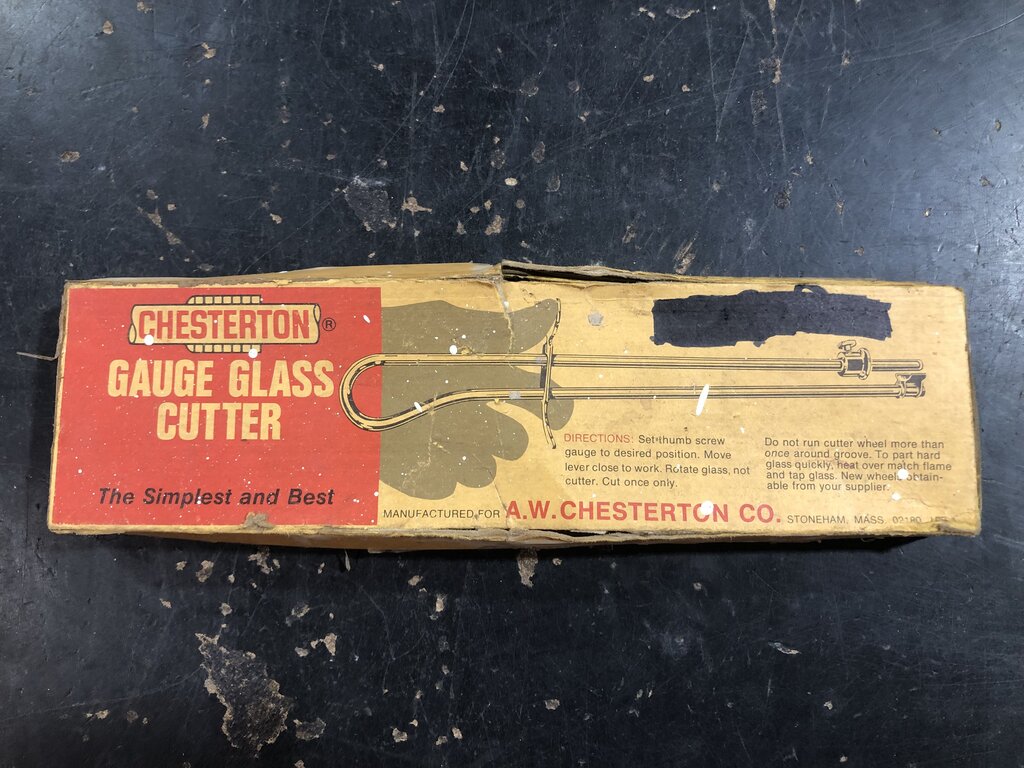 CHESTERTON ®
GAUGE GLASS
CUTTER
The Simplest and Best
DIRECTIONS: Set thumb screw
gauge to desired position. Move
lever close to work. Rotate glass, not
cutter. Cut once only.
Do not run cutter wheel more than
once around groove. To part hard
glass quickly, heat over match flame
and tap glass. New wheels obtain-
able from your supplier.
MANUFACTURED FOR A.W. CHESTERTON CO. STONEHAM, MASS. 02180